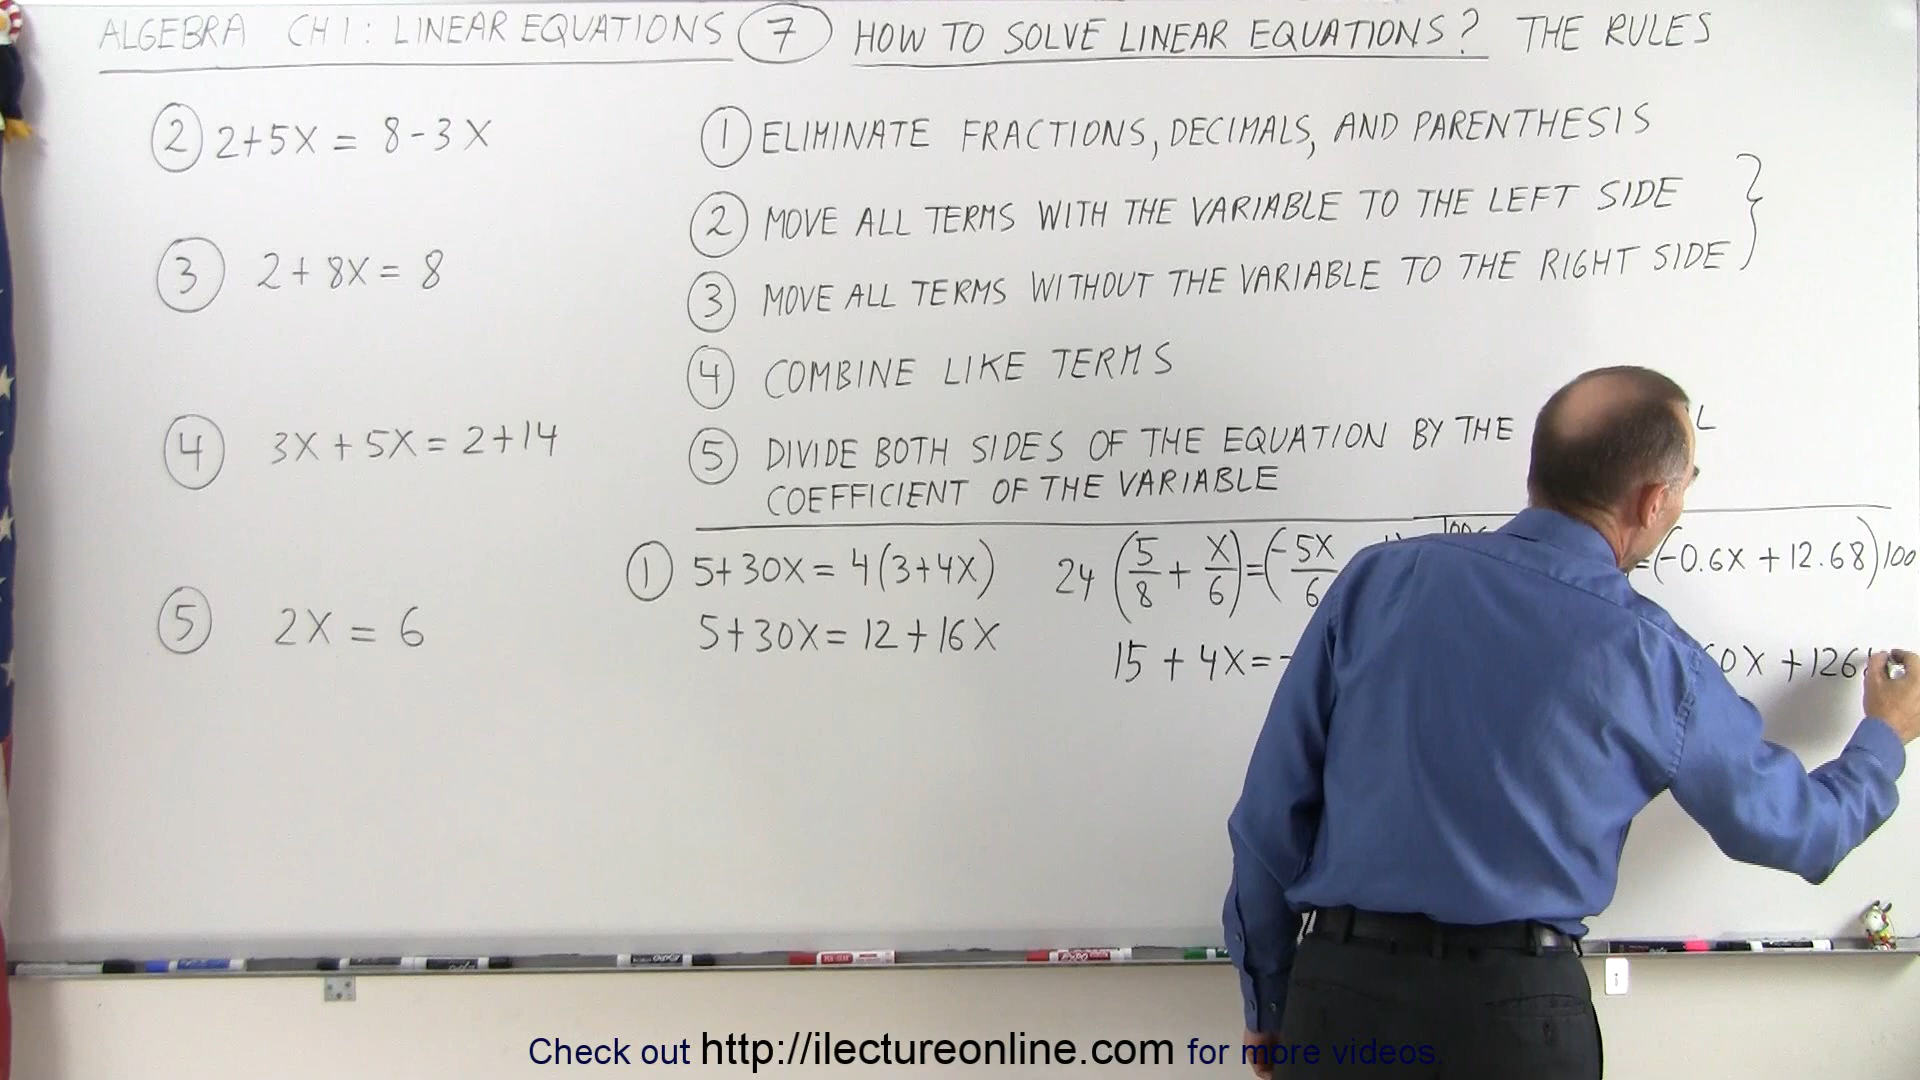 ALGEBRA CH 1: LINEAR EQUATIONS 7 HOW TO SOLVE LINEAR EQUATIONS? THE RULES
2 2+5X = 8-3X
3 2+8X = 8
4 3X+5X = 2+14
5 2X = 6
1 ELIMINATE FRACTIONS, DECIMALS, AND PARENTHESIS
2 MOVE ALL TERMS WITH THE VARIABLE TO THE LEFT SIDE
3 MOVE ALL TERMS WITHOUT THE VARIABLE TO THE RIGHT SIDE
4 COMBINE LIKE TERMS
5 DIVIDE BOTH SIDES OF THE EQUATION BY THE
COEFFICIENT OF THE VARIABLE
1 5+30X = 4(3+4X)
5+30X = 12+16X
24 (5/8 + X/6) = (-5X/6
15 + 4X = -
=(-0.6X + 12.68)100
0X + 126
Check out http://ilectureonline.com for more videos.